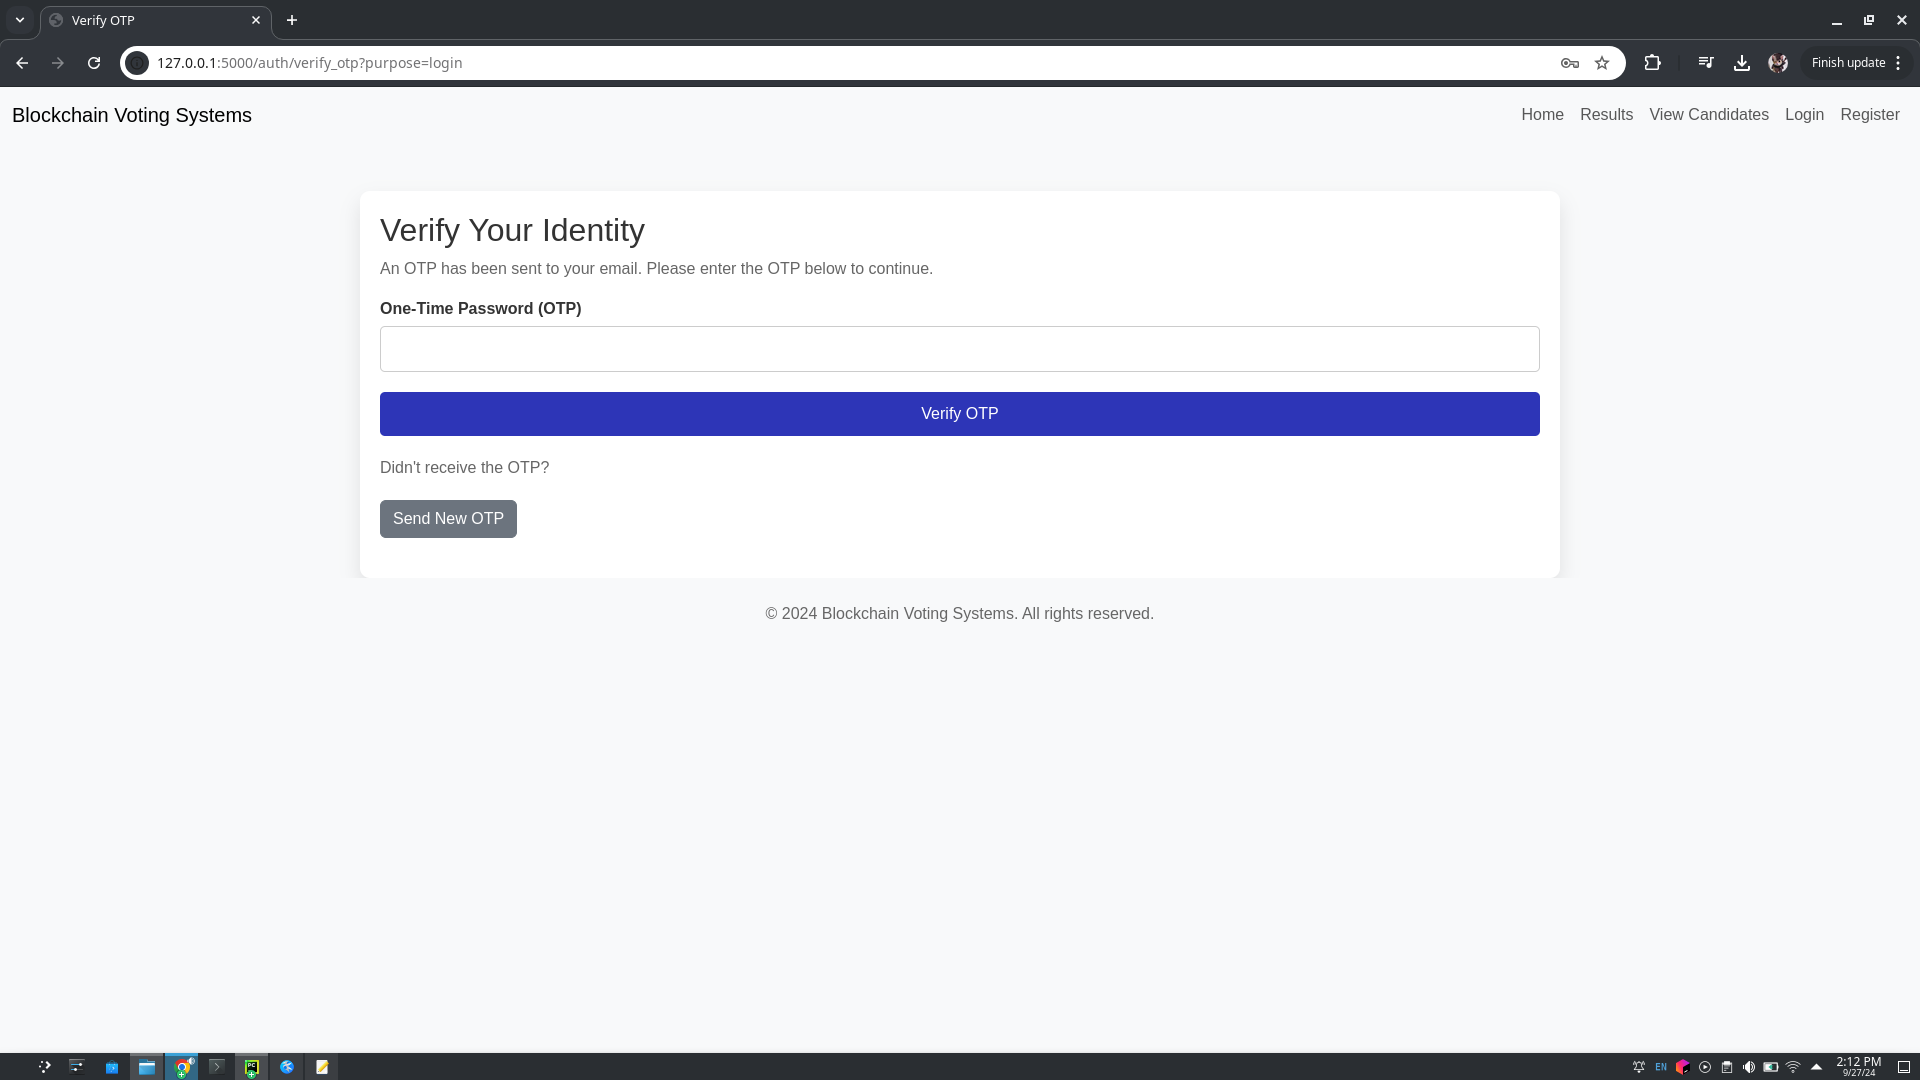 Verify OTP
127.0.0.1:5000/auth/verify_otp?purpose=login
Finish update
Blockchain Voting Systems
Home Results View Candidates Login Register
Verify Your Identity
An OTP has been sent to your email. Please enter the OTP below to continue.
One-Time Password (OTP)
Verify OTP
Didn't receive the OTP?
Send New OTP
© 2024 Blockchain Voting Systems. All rights reserved.
PC
EN
2:12 PM
9/27/24